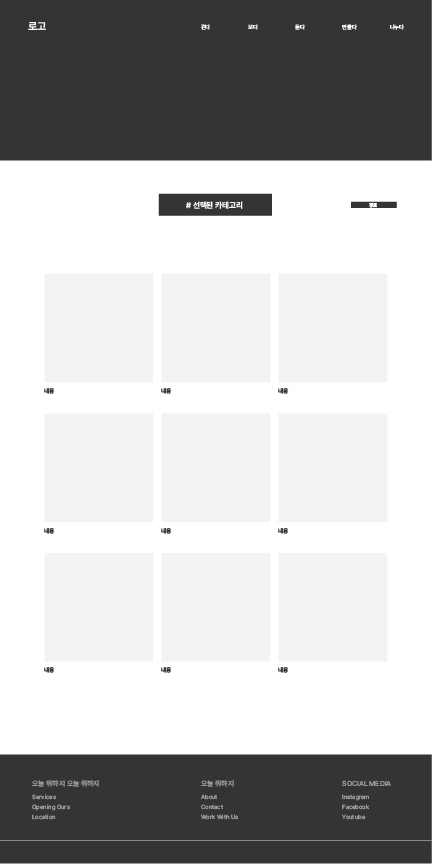 로고
걷다 보다 듣다 만들다 나누다
# 선택된 카테고리
내용 내용 내용
내용 내용 내용
내용 내용 내용
오늘 뭐하지 오늘 뭐하지 오늘 뭐하지 SOCIAL MEDIA
Services About Instagram
Opening Ours Contact Facebook
Location Work With Us Youtube